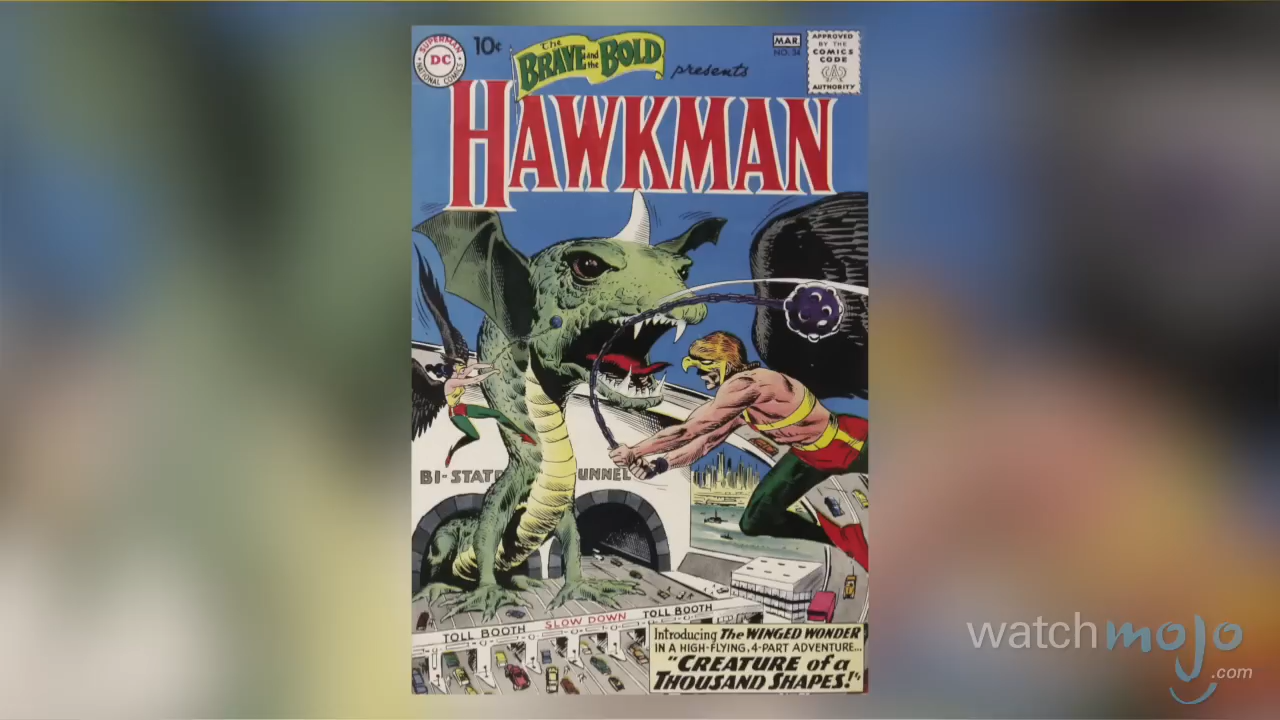 SUPERMAN
DC
NATIONAL COMICS
10¢
The
BRAVE and the BOLD
presents
MAR
NO. 34
APPROVED
BY THE
COMICS
CODE
CA
AUTHORITY
HAWKMAN
BI-STATE
UNNEL
TOLL BOOTH
SLOW DOWN
TOLL BOOTH
Introducing The WINGED WONDER
IN A HIGH-FLYING, 4-PART ADVENTURE...
"CREATURE of a
THOUSAND SHAPES!"
watchmojo
.com